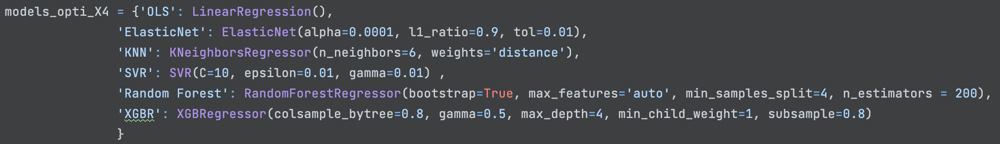 models_opti_X4 = {'OLS': LinearRegression(),
'ElasticNet': ElasticNet(alpha=0.0001, l1_ratio=0.9, tol=0.01),
'KNN': KNeighborsRegressor(n_neighbors=6, weights='distance'),
'SVR': SVR(C=10, epsilon=0.01, gamma=0.01) ,
'Random Forest': RandomForestRegressor(bootstrap=True, max_features='auto', min_samples_split=4, n_estimators = 200),
'XGBR': XGBRegressor(colsample_bytree=0.8, gamma=0.5, max_depth=4, min_child_weight=1, subsample=0.8)
}